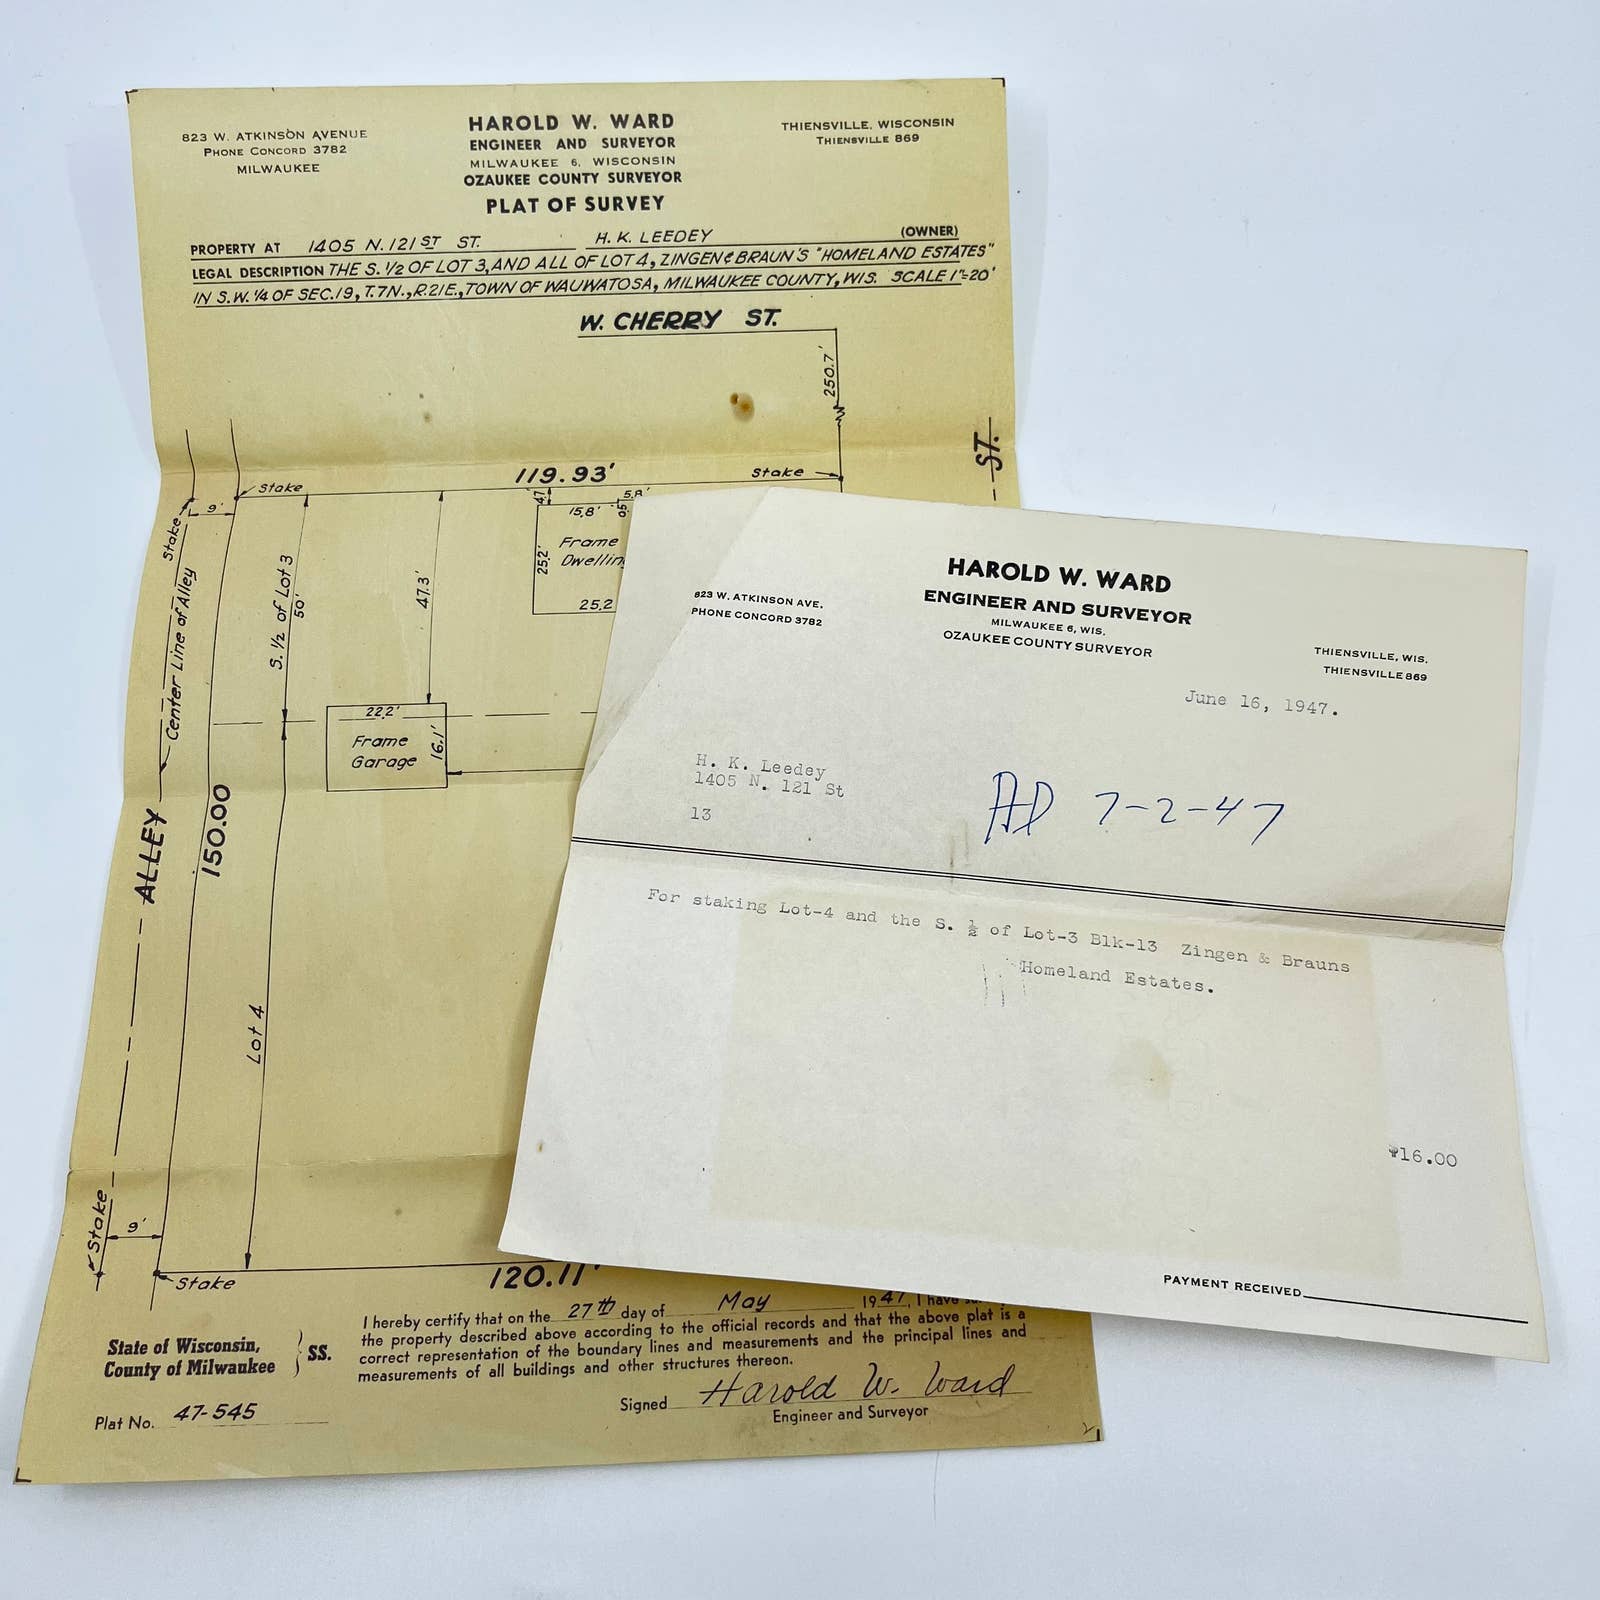 823 W. ATKINSON AVENUE
PHONE CONCORD 3782
MILWAUKEE
HAROLD W. WARD
ENGINEER AND SURVEYOR
MILWAUKEE 6, WISCONSIN
OZAUKEE COUNTY SURVEYOR
PLAT OF SURVEY
THIENSVILLE, WISCONSIN
THIENSVILLE 869
PROPERTY AT 1405 N. 121ST ST. H. K. LEEDEY (OWNER)
LEGAL DESCRIPTION THE S. 1/2 OF LOT 3, AND ALL OF LOT 4, ZINGEN & BRAUN'S "HOMELAND ESTATES"
IN S.W. 1/4 OF SEC. 19, T.7N., R.21E., TOWN OF WAUWATOSA, MILWAUKEE COUNTY, WIS. SCALE 1"=20'
W. CHERRY ST.
250.7'
ST.
119.93'
Stake
Stake
9'
Stake
Center Line of Alley
S. 1/2 of Lot 3
50'
47.3'
47'
5.8'
15.8'
Frame
Dwelling
25.2'
25.2
22.2'
Frame
Garage
16.1'
ALLEY
150.00
Lot 4
Stake
9'
Stake
120.11'
State of Wisconsin,
County of Milwaukee
SS.
I hereby certify that on the 27th day of May 1947, I have
the property described above according to the official records and that the above plat is a
correct representation of the boundary lines and measurements and the principal lines and
measurements of all buildings and other structures thereon.
Signed Harold W. Ward
Engineer and Surveyor
Plat No. 47-545
HAROLD W. WARD
ENGINEER AND SURVEYOR
MILWAUKEE 6, WIS.
OZAUKEE COUNTY SURVEYOR
823 W. ATKINSON AVE.
PHONE CONCORD 3782
THIENSVILLE, WIS.
THIENSVILLE 869
June 16, 1947.
H. K. Leedey
1405 N. 121 St
13
7-2-47
For staking Lot-4 and the S. ½ of Lot-3 Blk-13 Zingen & Brauns
Homeland Estates.
$16.00
PAYMENT RECEIVED